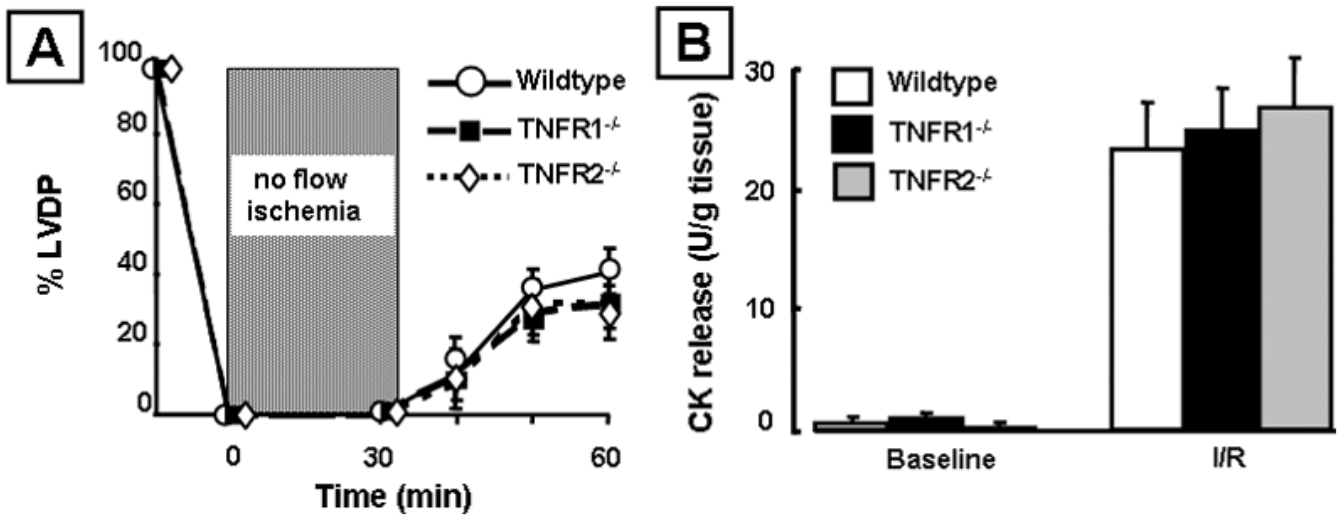 A
% LVDP
100
80
60
40
20
0
no flow
ischemia
Wildtype
TNFR1-/-
TNFR2-/-
0
30
60
Time (min)
B
CK release (U/g tissue)
30
20
10
0
Wildtype
TNFR1-/-
TNFR2-/-
Baseline
I/R